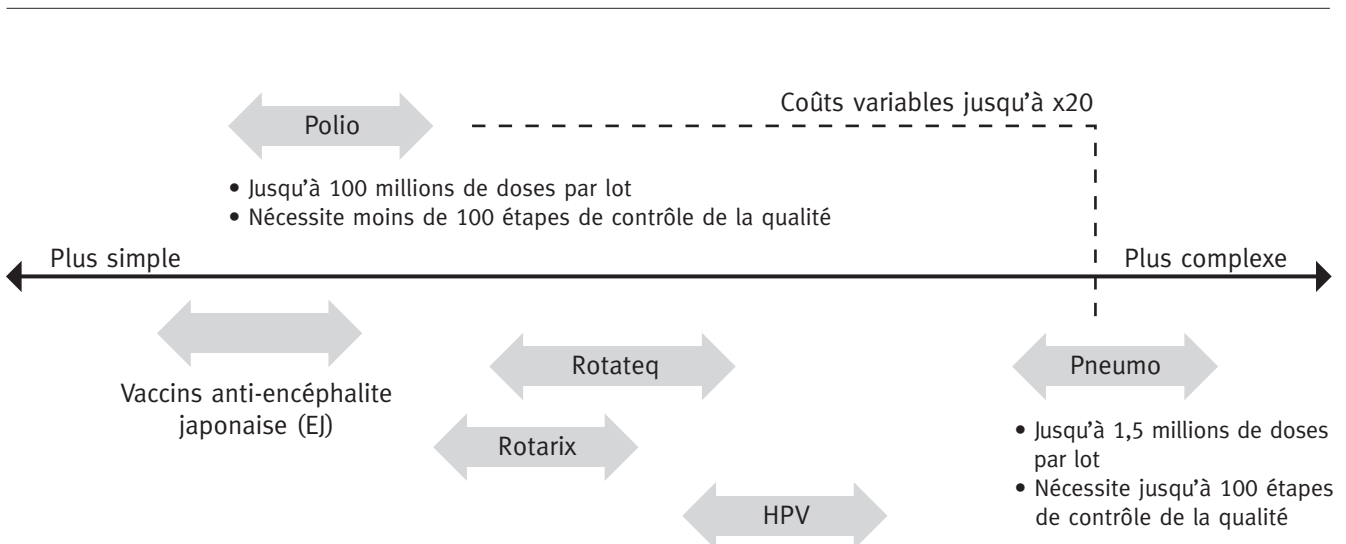 Polio
Coûts variables jusqu'à x20
• Jusqu'à 100 millions de doses par lot
• Nécessite moins de 100 étapes de contrôle de la qualité
Plus simple
Plus complexe
Vaccins anti-encéphalite
japonaise (EJ)
Rotateq
Rotarix
HPV
Pneumo
• Jusqu'à 1,5 millions de doses
par lot
• Nécessite jusqu'à 100 étapes
de contrôle de la qualité